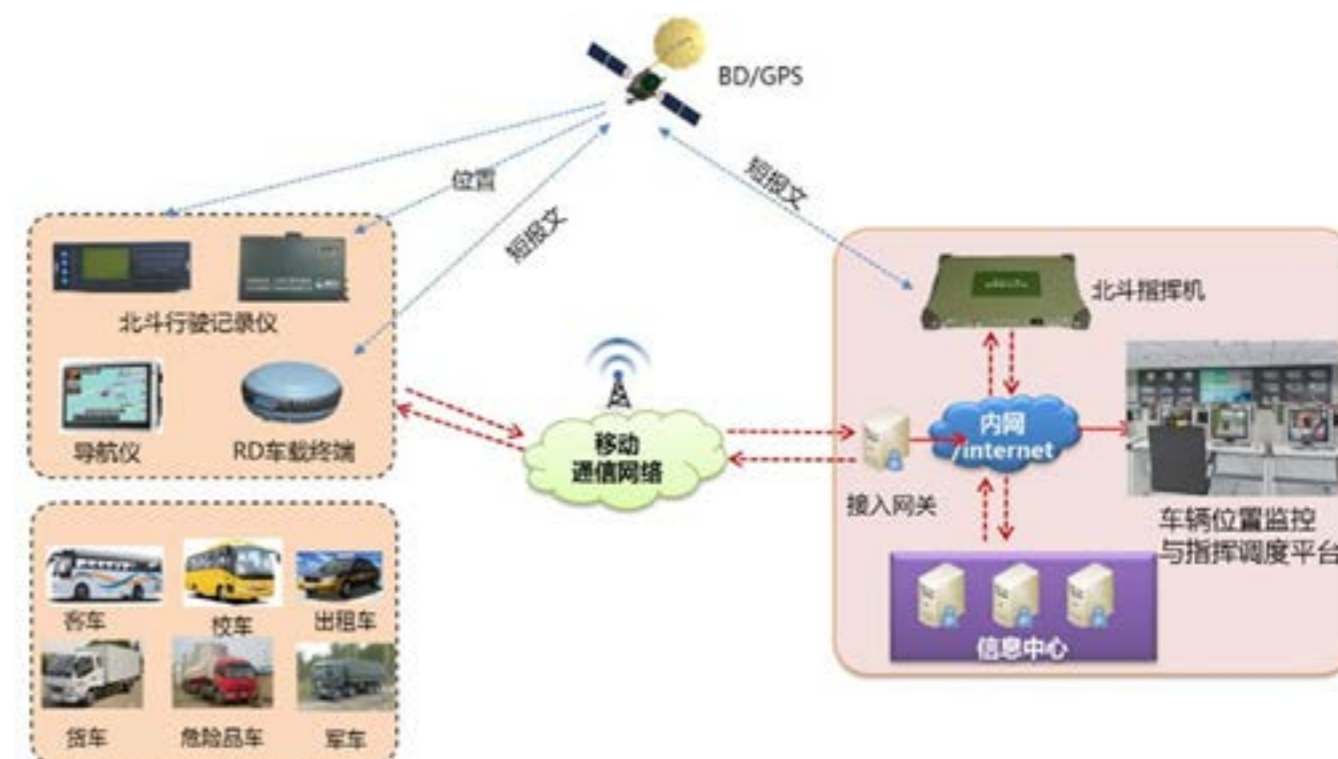 BD/GPS
位置
短报文
短报文
北斗行驶记录仪
导航仪
RD车载终端
移动
通信网络
北斗指挥机
内网
/internet
接入网关
车辆位置监控
与指挥调度平台
信息中心
客车
校车
出租车
货车
危险品车
军车